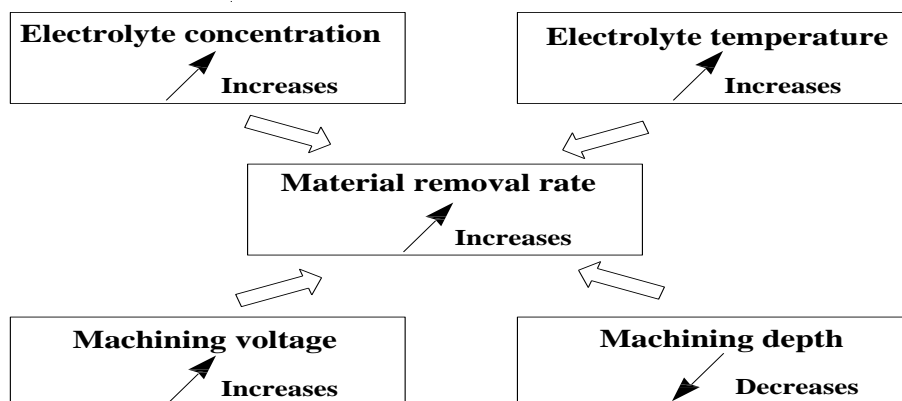 Electrolyte concentration
Increases
Electrolyte temperature
Increases
Material removal rate
Increases
Machining voltage
Increases
Machining depth
Decreases